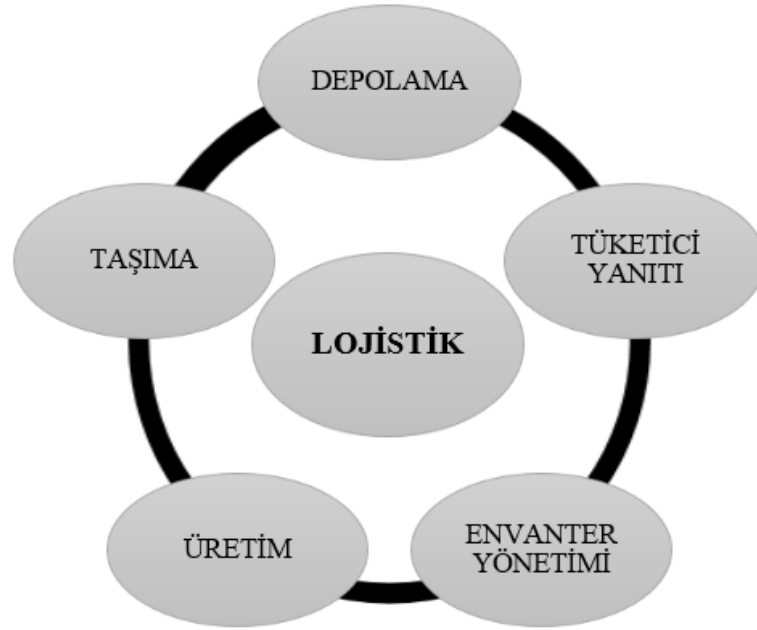 DEPOLAMA
TAŞIMA
TÜKETİCİ
YANITI
LOJİSTİK
ÜRETİM
ENVANTER
YÖNETİMİ